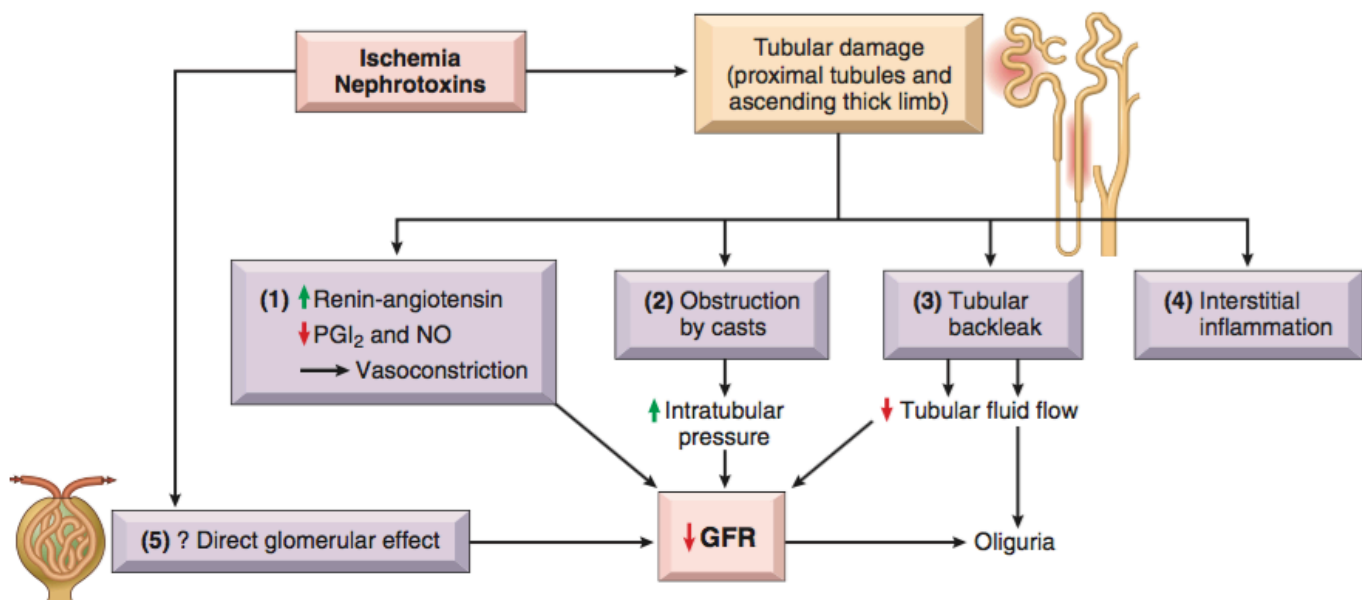 Ischemia
Nephrotoxins
Tubular damage
(proximal tubules and
ascending thick limb)
(1) ↑Renin-angiotensin
↓PGI₂ and NO
→ Vasoconstriction
(2) Obstruction
by casts
(3) Tubular
backleak
(4) Interstitial
inflammation
↑Intratubular
pressure
↓ Tubular fluid flow
(5) ? Direct glomerular effect
↓GFR
Oliguria